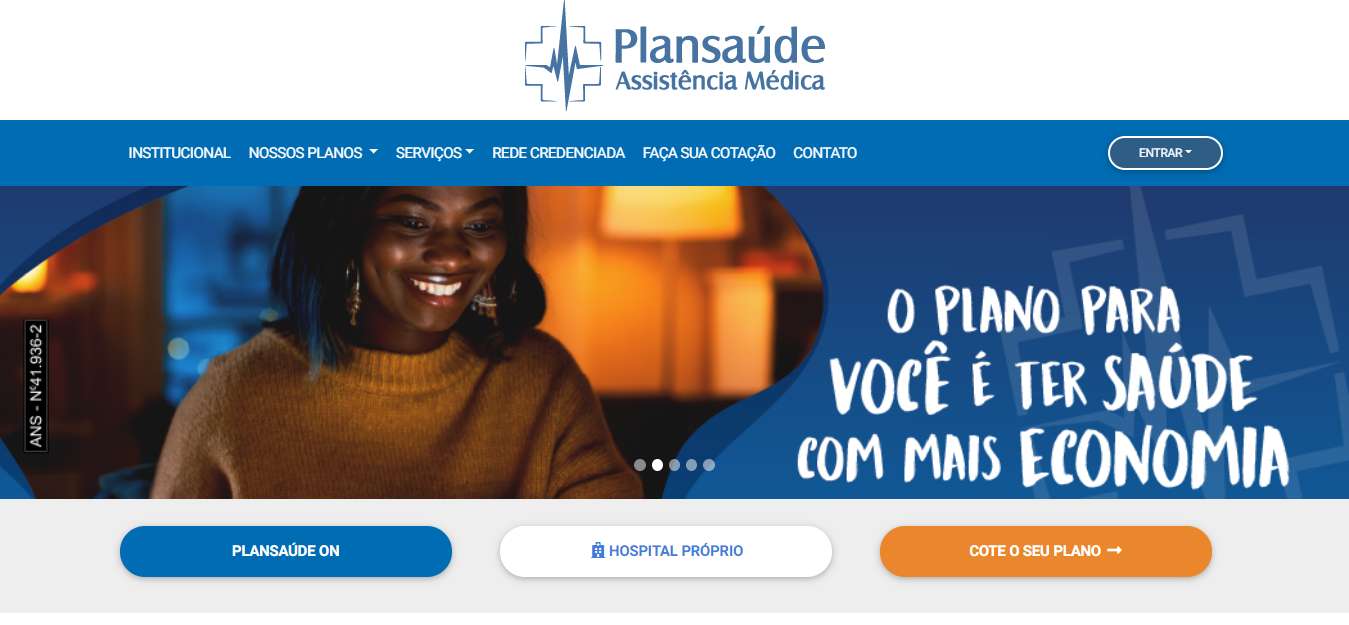 Plansaúde
Assistência Médica
INSTITUCIONAL NOSSOS PLANOS SERVIÇOS REDE CREDENCIADA FAÇA SUA COTAÇÃO CONTATO ENTRAR
O PLANO PARA
VOCÊ É TER SAÚDE
COM MAIS ECONOMIA
ANS - Nº41.936-2
PLANSAÚDE ON HOSPITAL PRÓPRIO COTE O SEU PLANO →